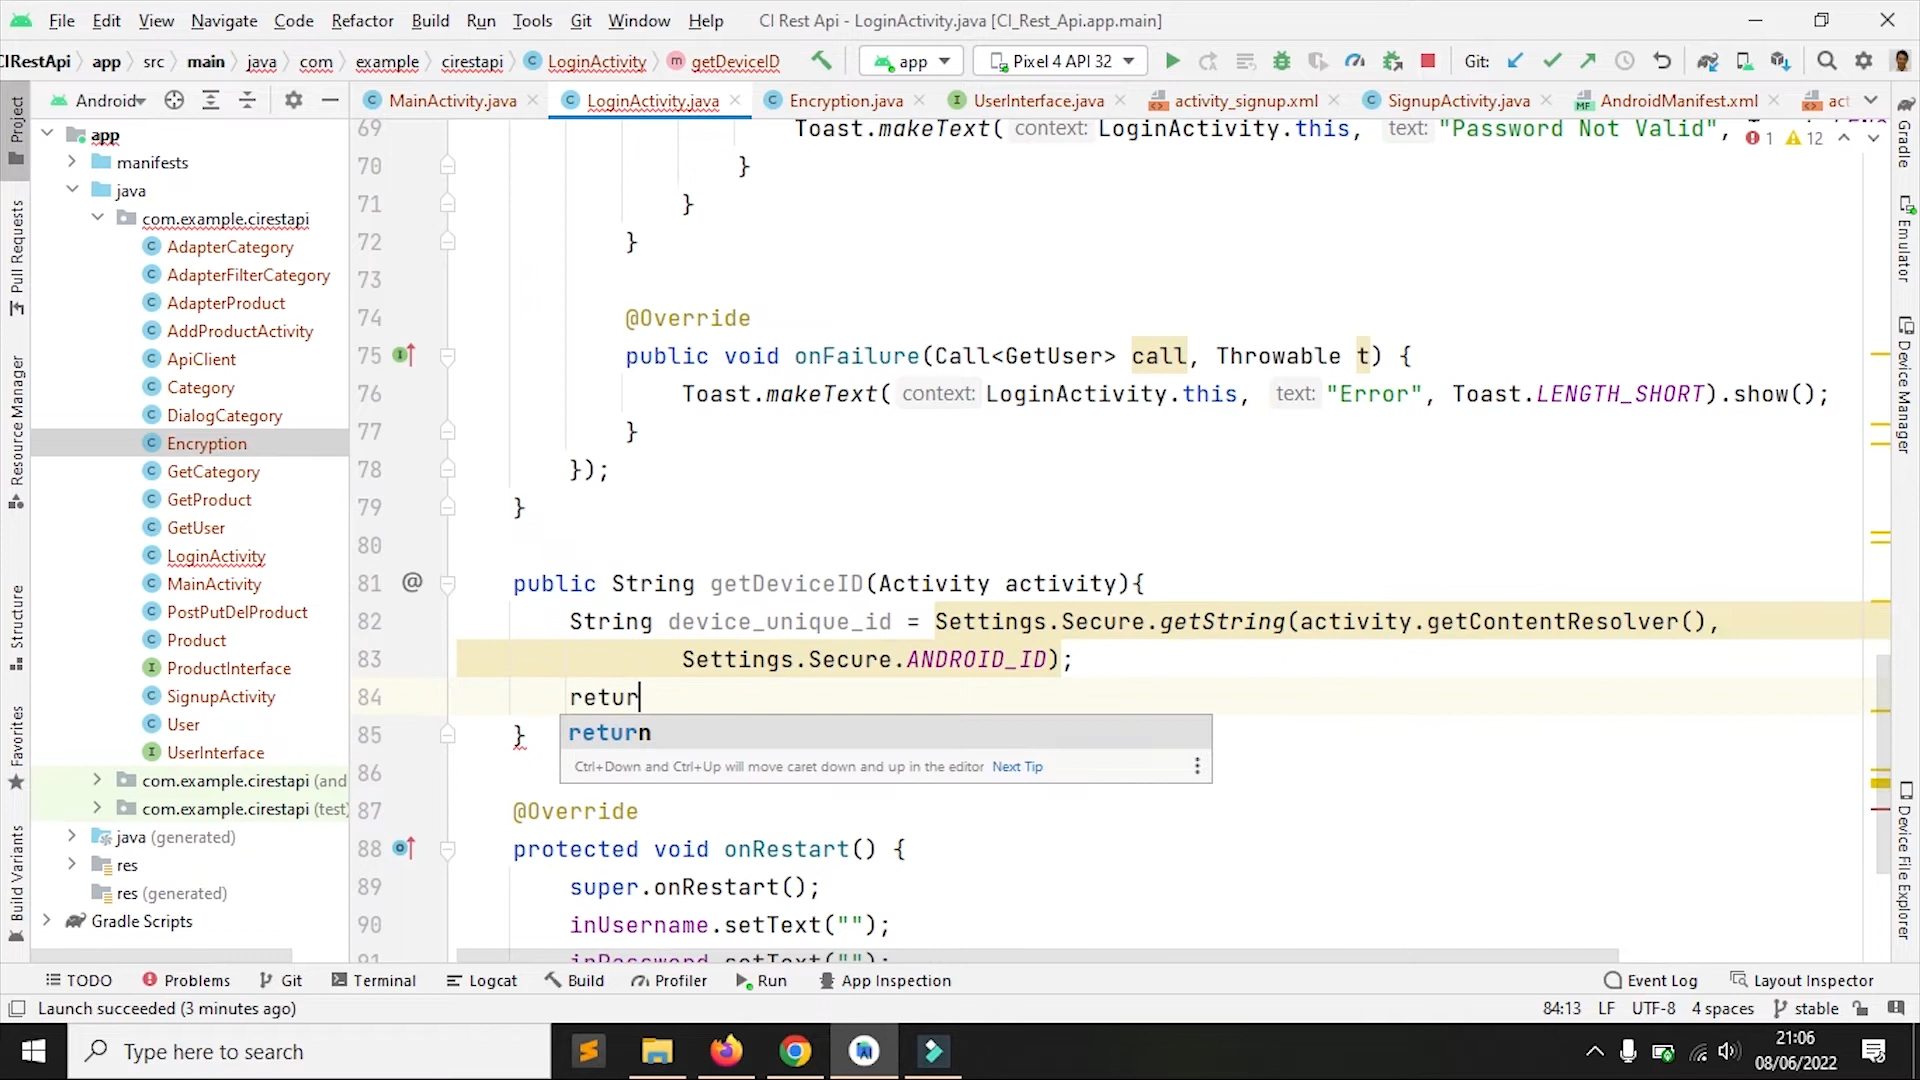 File Edit View Navigate Code Refactor Build Run Tools Git Window Help CI Rest Api - LoginActivity.java [CI_Rest_Api.app.main]
CIRestApi app src main java com example cirestapi LoginActivity getDeviceID app Pixel 4 API 32 Git:
Android MainActivity.java LoginActivity.java Encryption.java UserInterface.java activity_signup.xml SignupActivity.java AndroidManifest.xml act
Project
Pull Requests
Resource Manager
Structure
Favorites
Build Variants
app
manifests
java
com.example.cirestapi
AdapterCategory
AdapterFilterCategory
AdapterProduct
AddProductActivity
ApiClient
Category
DialogCategory
Encryption
GetCategory
GetProduct
GetUser
LoginActivity
MainActivity
PostPutDelProduct
Product
ProductInterface
SignupActivity
User
UserInterface
com.example.cirestapi (and
com.example.cirestapi (test)
java (generated)
res
res (generated)
Gradle Scripts
69 Toast.makeText( context: LoginActivity.this, text: "Password Not Valid",
1 12
70 }
71 }
72 }
73
74 @Override
75 public void onFailure(Call<GetUser> call, Throwable t) {
76 Toast.makeText( context: LoginActivity.this, text: "Error", Toast.LENGTH_SHORT).show();
77 }
78 });
79 }
80
81 @ public String getDeviceID(Activity activity){
82 String device_unique_id = Settings.Secure.getString(activity.getContentResolver(),
83 Settings.Secure.ANDROID_ID);
84 retur
return
85 }
Ctrl+Down and Ctrl+Up will move caret down and up in the editor Next Tip
86
87 @Override
88 protected void onRestart() {
89 super.onRestart();
90 inUsername.setText("");
91 inPassword.setText("");
Gradle
Emulator
Device Manager
Device File Explorer
TODO Problems Git Terminal Logcat Build Profiler Run App Inspection Event Log Layout Inspector
Launch succeeded (3 minutes ago) 84:13 LF UTF-8 4 spaces stable
Type here to search
21:06
08/06/2022